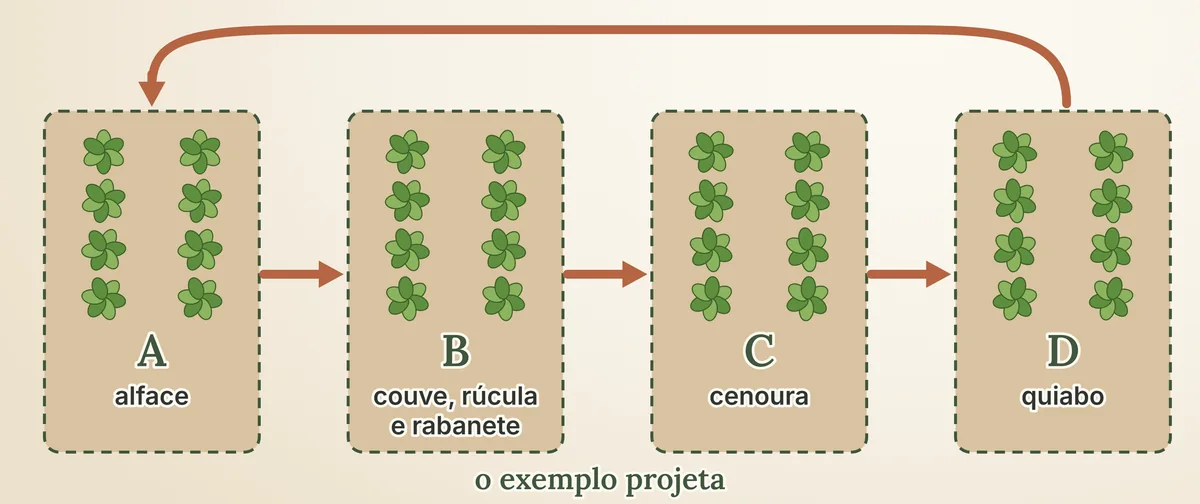 A
alface
B
couve, rúcula
e rabanete
C
cenoura
D
quiabo
o exemplo projeta